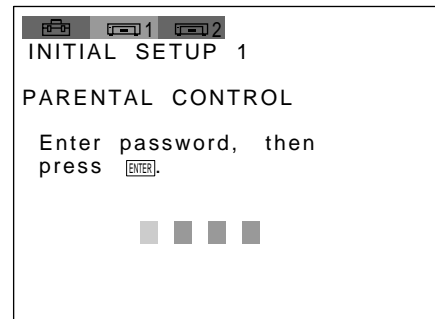 1 2
INITIAL SETUP 1
PARENTAL CONTROL
Enter password, then
press ENTER.